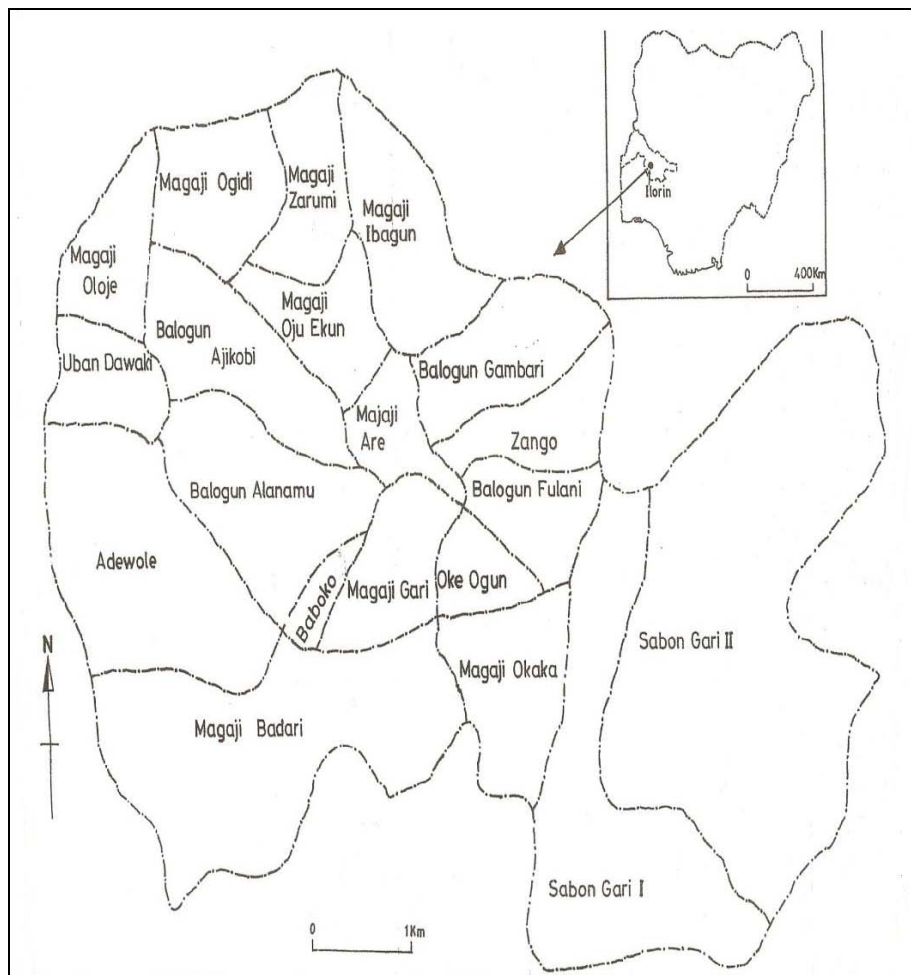 Magaji Ogidi
Magaji
Zarumi
Magaji
Ibagun
Ilorin
0 400Km
Magaji
Oloje
Magaji
Oju Ekun
Balogun
Ajikobi
Uban Dawaki
Balogun Gambari
Majaji
Are
Zango
Balogun Alanamu
Balogun Fulani
Adewole
Baboko
Magaji Gari
Oke Ogun
N
Sabon Gari II
Magaji Okaka
Magaji Badari
Sabon Gari I
0 1Km